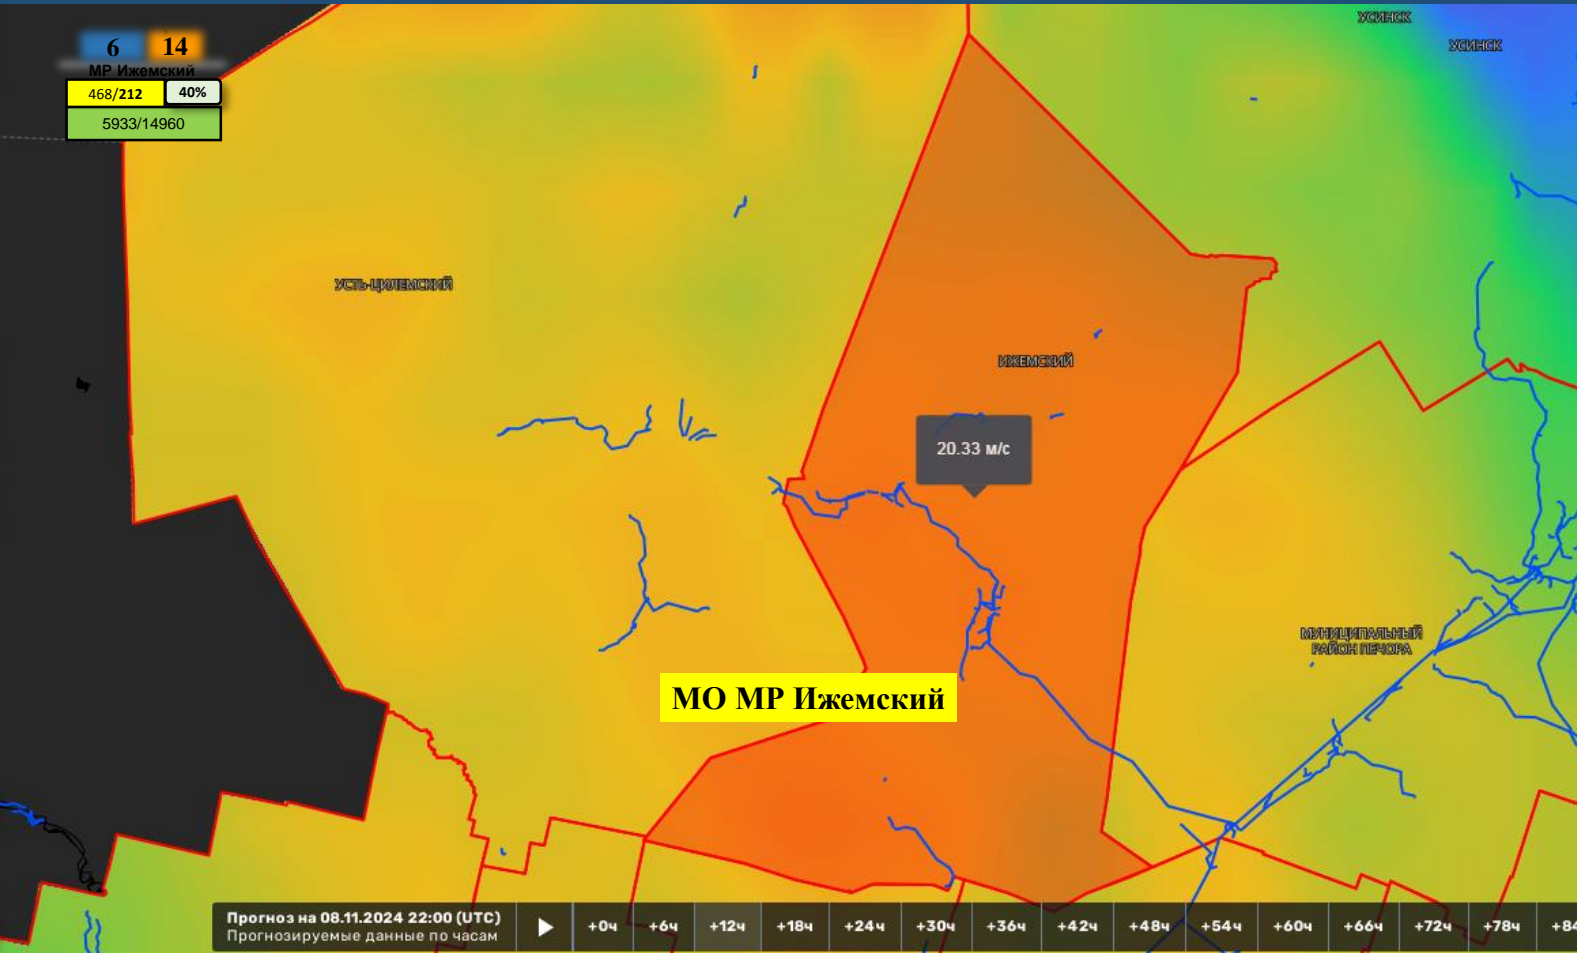 УСИНСК
УСИНСК
6 14
МР Ижемский
468/212 40%
5933/14960
УСТЬ-ЦИЛЕМСКИЙ
ИЖЕМСКИЙ
20.33 м/с
МУНИЦИПАЛЬНЫЙ
РАЙОН ПЕЧОРА
МО МР Ижемский
Прогноз на 08.11.2024 22:00 (UTC)
Прогнозируемые данные по часам
+0ч +6ч +12ч +18ч +24ч +30ч +36ч +42ч +48ч +54ч +60ч +66ч +72ч +78ч +84